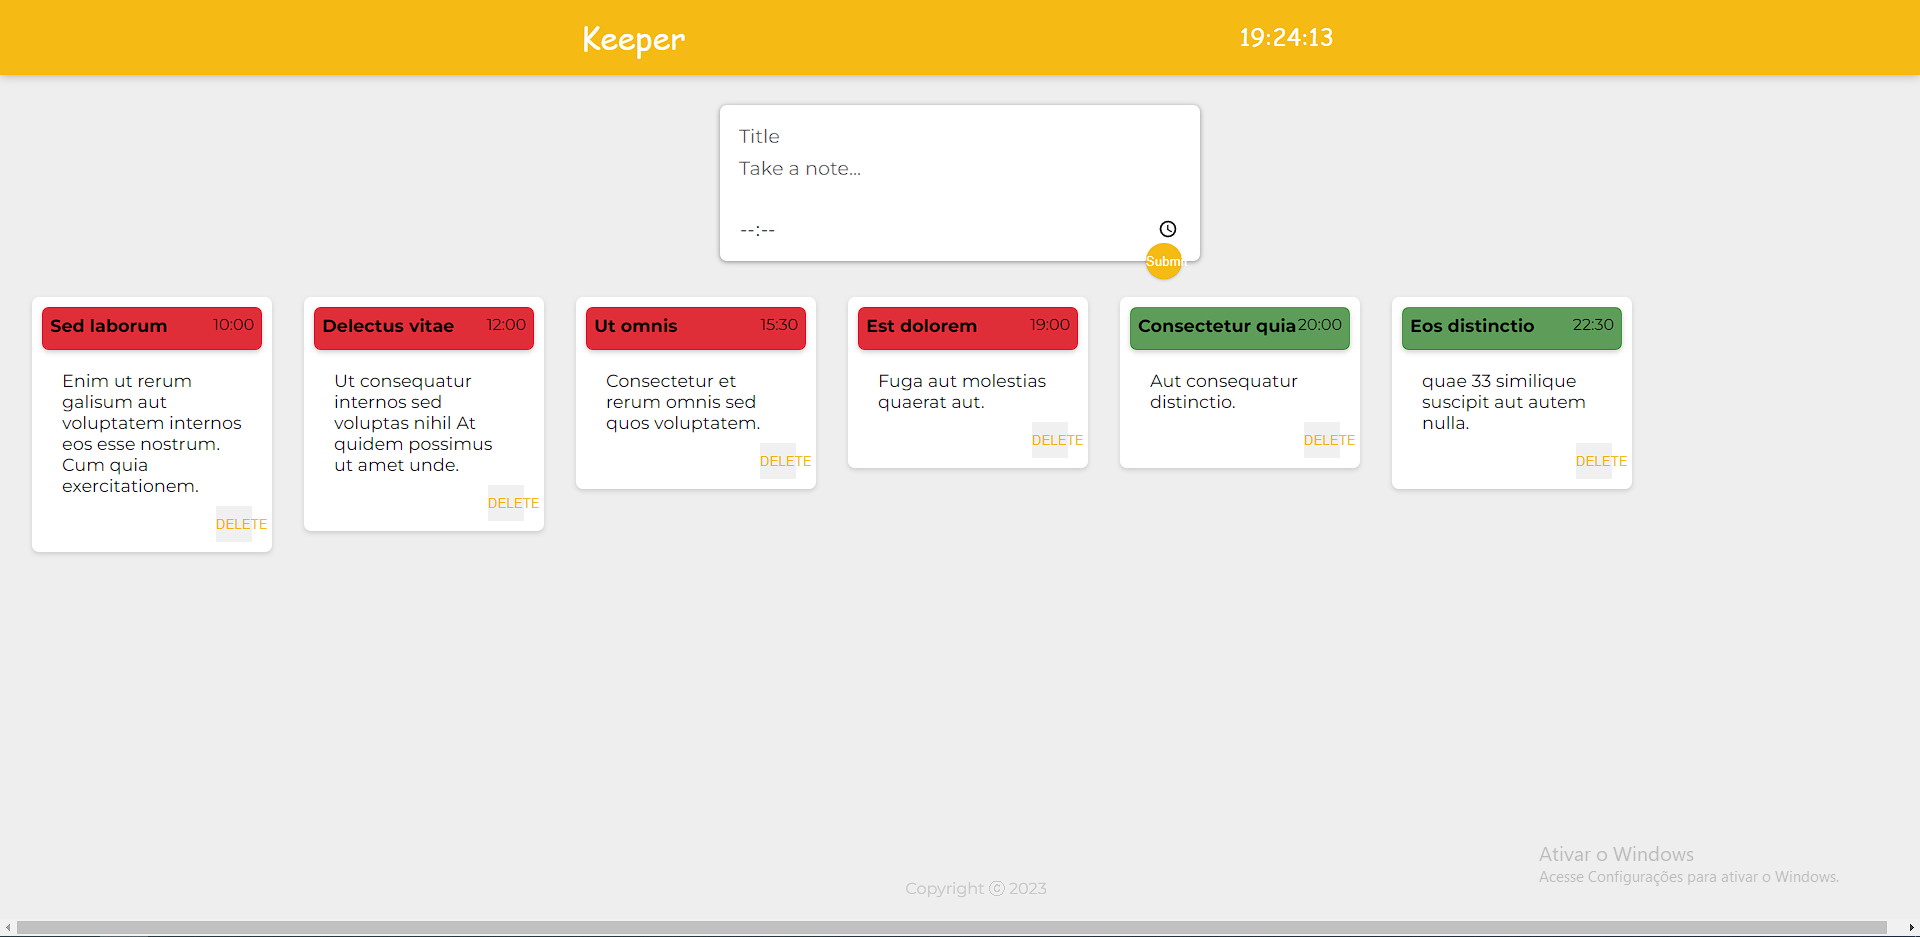 Keeper
19:24:13
Title
Take a note...
--:--
Submi
Sed laborum
10:00
Enim ut rerum
galisum aut
voluptatem internos
eos esse nostrum.
Cum quia
exercitationem.
DELETE
Delectus vitae
12:00
Ut consequatur
internos sed
voluptas nihil At
quidem possimus
ut amet unde.
DELETE
Ut omnis
15:30
Consectetur et
rerum omnis sed
quos voluptatem.
DELETE
Est dolorem
19:00
Fuga aut molestias
quaerat aut.
DELETE
Consectetur quia
20:00
Aut consequatur
distinctio.
DELETE
Eos distinctio
22:30
quae 33 similique
suscipit aut autem
nulla.
DELETE
Ativar o Windows
Acesse Configurações para ativar o Windows.
Copyright ⓒ 2023